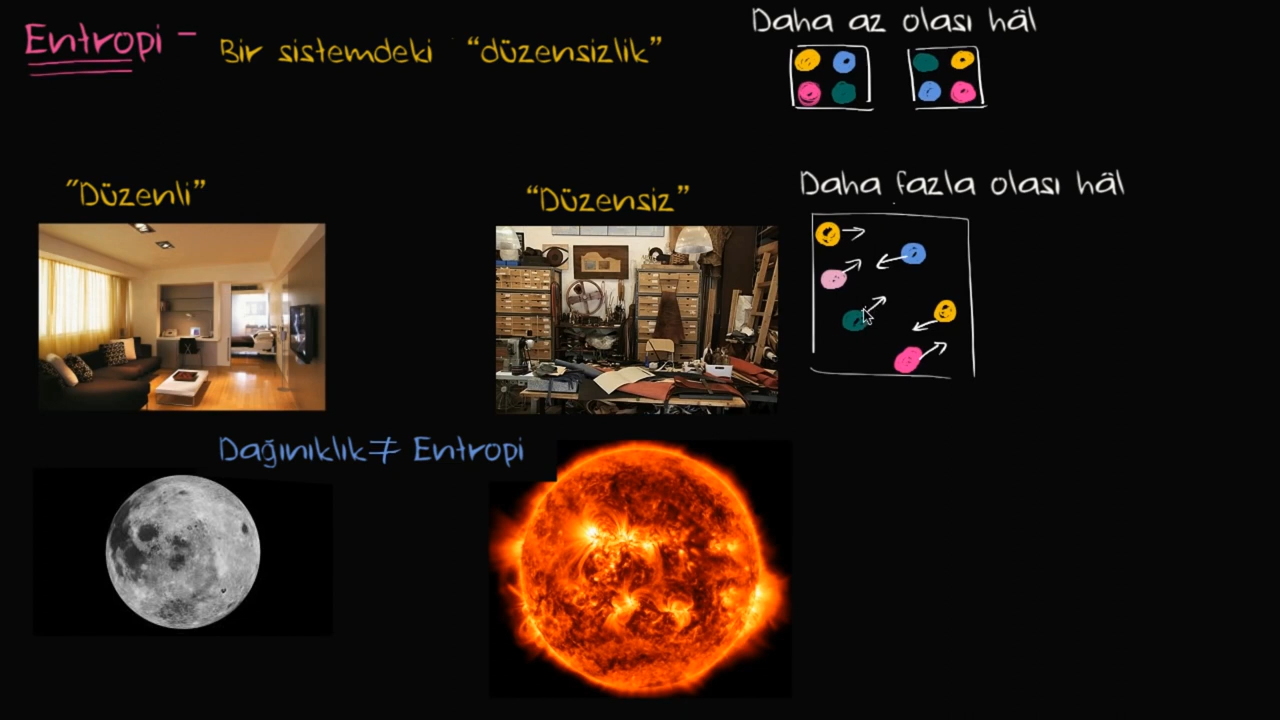 Entropi - Bir sistemdeki "düzensizlik"
Daha az olası hâl
"Düzenli"
"Düzensiz"
Daha fazla olası hâl
Dağınıklık ≠ Entropi